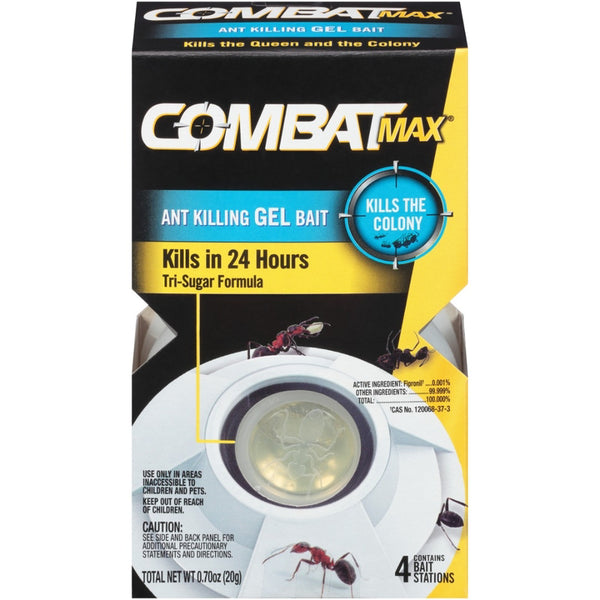 COMBAT MAX™
ANT KILLING GEL BAIT
Kills the Queen and the Colony
COMBAT MAX®
ANT KILLING GEL BAIT
KILLS THE
COLONY
Kills in 24 Hours
Tri-Sugar Formula
ACTIVE INGREDIENT: Fipronil¹....0.001%
OTHER INGREDIENTS:..............99.999%
TOTAL:..............100.000%
¹CAS No. 120068-37-3
USE ONLY IN AREAS
INACCESSIBLE TO
CHILDREN AND PETS.
KEEP OUT OF REACH
OF CHILDREN.
CAUTION:
SEE SIDE AND BACK PANEL FOR
ADDITIONAL PRECAUTIONARY
STATEMENTS AND DIRECTIONS.
TOTAL NET WT 0.70oz (20g)
4 CONTAINS
BAIT
STATIONS